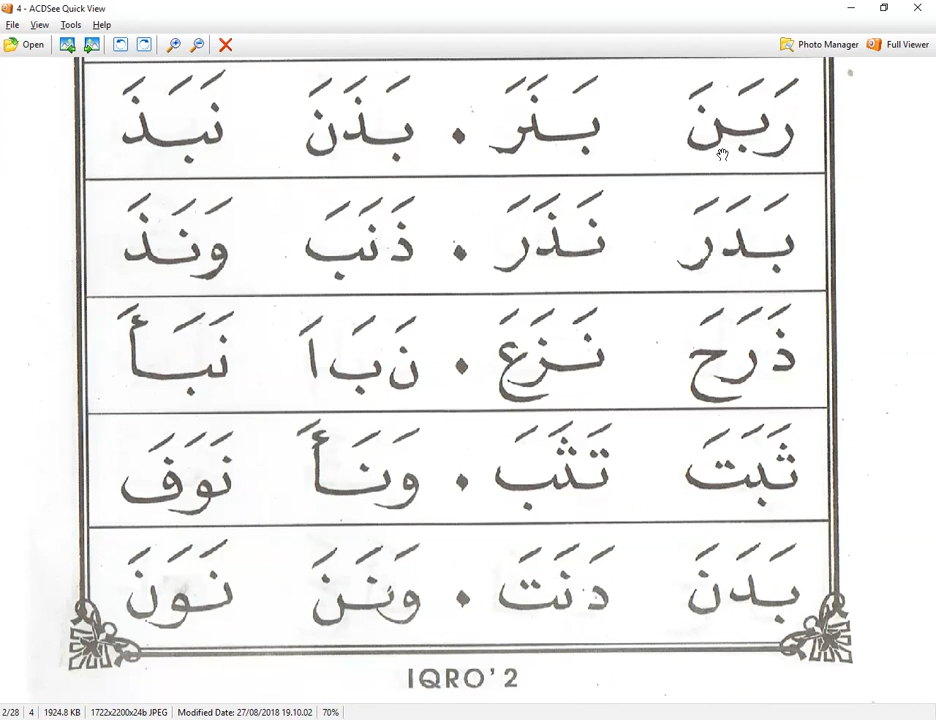 4 - ACDSee Quick View
File View Tools Help
Open Photo Manager Full Viewer
رَبَنَ بَنَرَ • بَذَنَ نَبَذَ
بَدَرَ نَذَرَ • ذَنَبَ وَنَذَ
ذَرَحَ نَزَعَ • نَ بَ اَ نَبَأَ
ثَبَتَ تَثَبَ • وَنَأَ نَوَفَ
بَدَنَ دَنَتَ • وَنَنَ نَوَنَ
IQRO' 2
2/28 4 1924.8 KB 1722x2200x24b JPEG Modified Date: 27/08/2018 19.10.02 70%